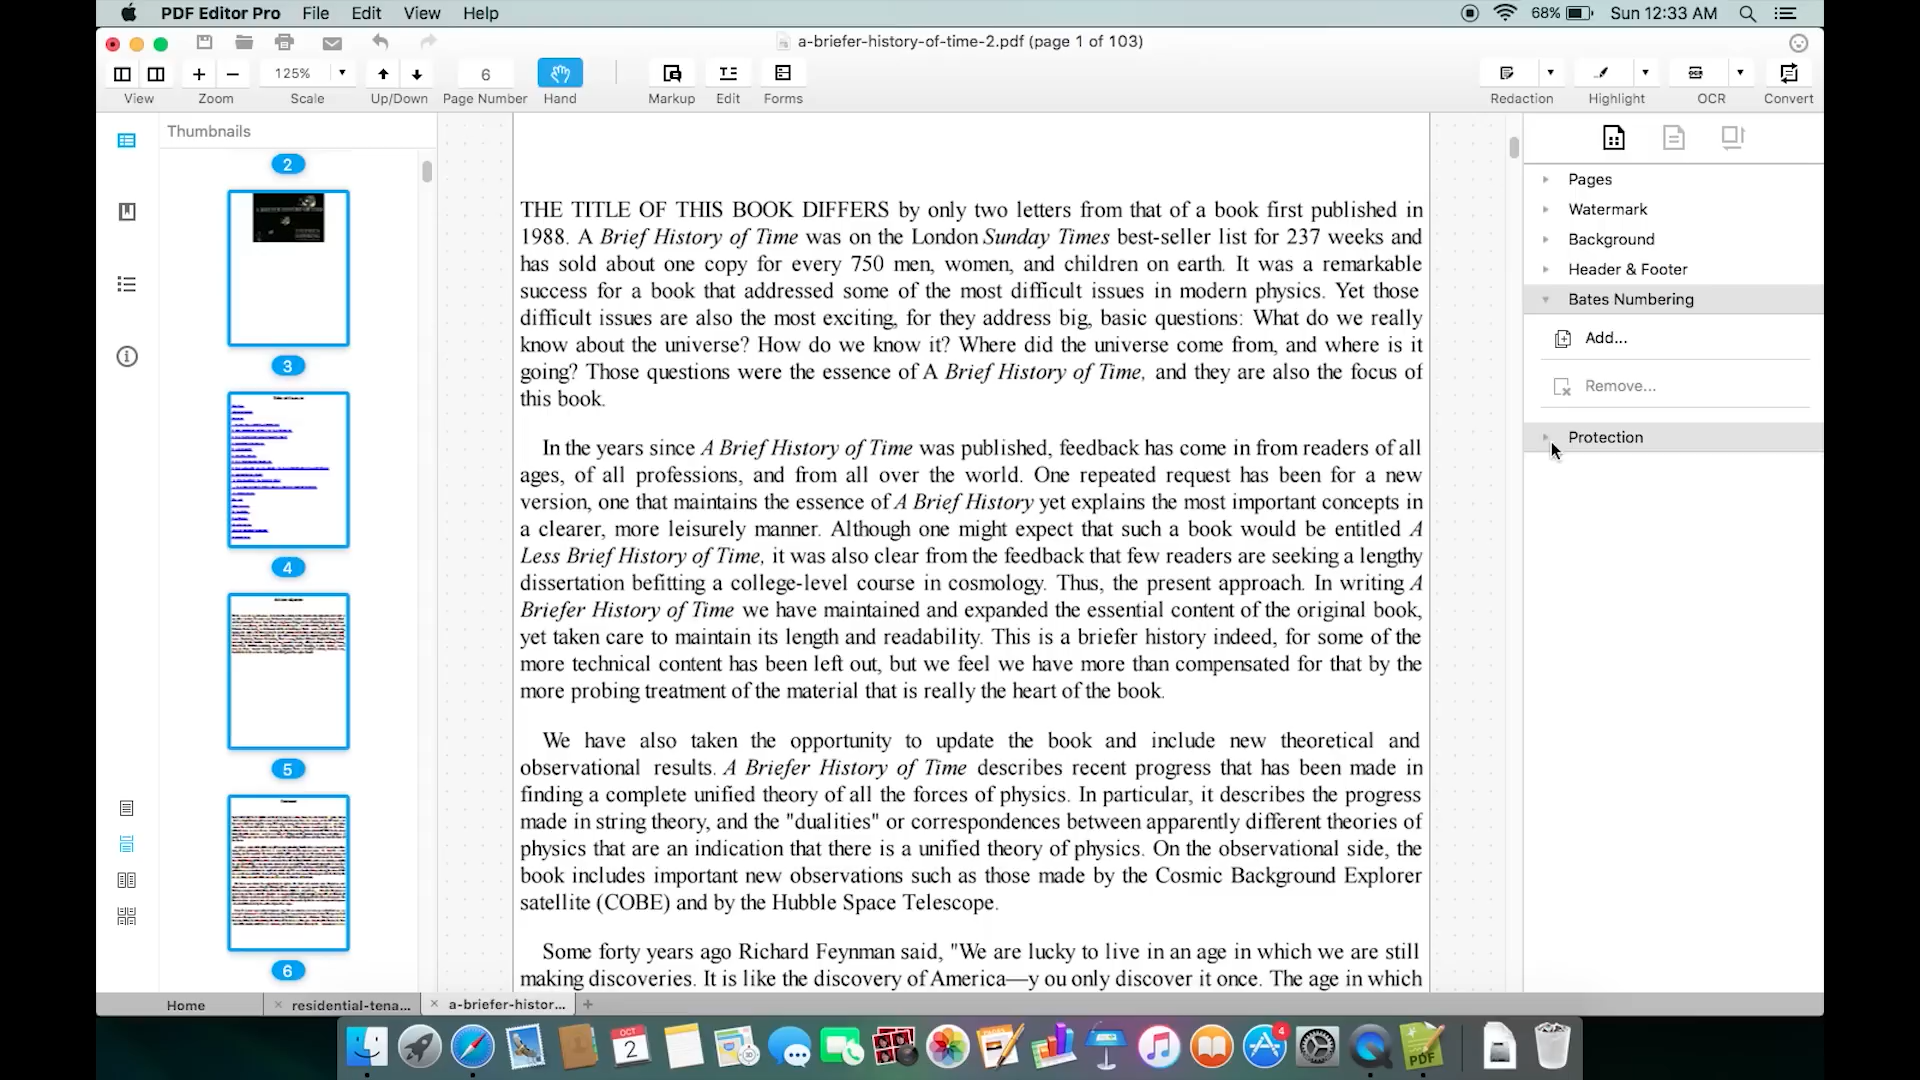 PDF Editor Pro File Edit View Help 68% Sun 12:33 AM
a-briefer-history-of-time-2.pdf (page 1 of 103)
125% 6
View Zoom Scale Up/Down Page Number Hand Markup Edit Forms Redaction Highlight OCR Convert
Thumbnails
2
3
4
5
6
THE TITLE OF THIS BOOK DIFFERS by only two letters from that of a book first published in
1988. A Brief History of Time was on the London Sunday Times best-seller list for 237 weeks and
has sold about one copy for every 750 men, women, and children on earth. It was a remarkable
success for a book that addressed some of the most difficult issues in modern physics. Yet those
difficult issues are also the most exciting, for they address big, basic questions: What do we really
know about the universe? How do we know it? Where did the universe come from, and where is it
going? Those questions were the essence of A Brief History of Time, and they are also the focus of
this book.
In the years since A Brief History of Time was published, feedback has come in from readers of all
ages, of all professions, and from all over the world. One repeated request has been for a new
version, one that maintains the essence of A Brief History yet explains the most important concepts in
a clearer, more leisurely manner. Although one might expect that such a book would be entitled A
Less Brief History of Time, it was also clear from the feedback that few readers are seeking a lengthy
dissertation befitting a college-level course in cosmology. Thus, the present approach. In writing A
Briefer History of Time we have maintained and expanded the essential content of the original book,
yet taken care to maintain its length and readability. This is a briefer history indeed, for some of the
more technical content has been left out, but we feel we have more than compensated for that by the
more probing treatment of the material that is really the heart of the book.
We have also taken the opportunity to update the book and include new theoretical and
observational results. A Briefer History of Time describes recent progress that has been made in
finding a complete unified theory of all the forces of physics. In particular, it describes the progress
made in string theory, and the "dualities" or correspondences between apparently different theories of
physics that are an indication that there is a unified theory of physics. On the observational side, the
book includes important new observations such as those made by the Cosmic Background Explorer
satellite (COBE) and by the Hubble Space Telescope.
Some forty years ago Richard Feynman said, "We are lucky to live in an age in which we are still
making discoveries. It is like the discovery of America—y ou only discover it once. The age in which
Pages
Watermark
Background
Header & Footer
Bates Numbering
Add...
Remove...
Protection
Home residential-tena... a-briefer-histor...
OCT
2
4
PDF